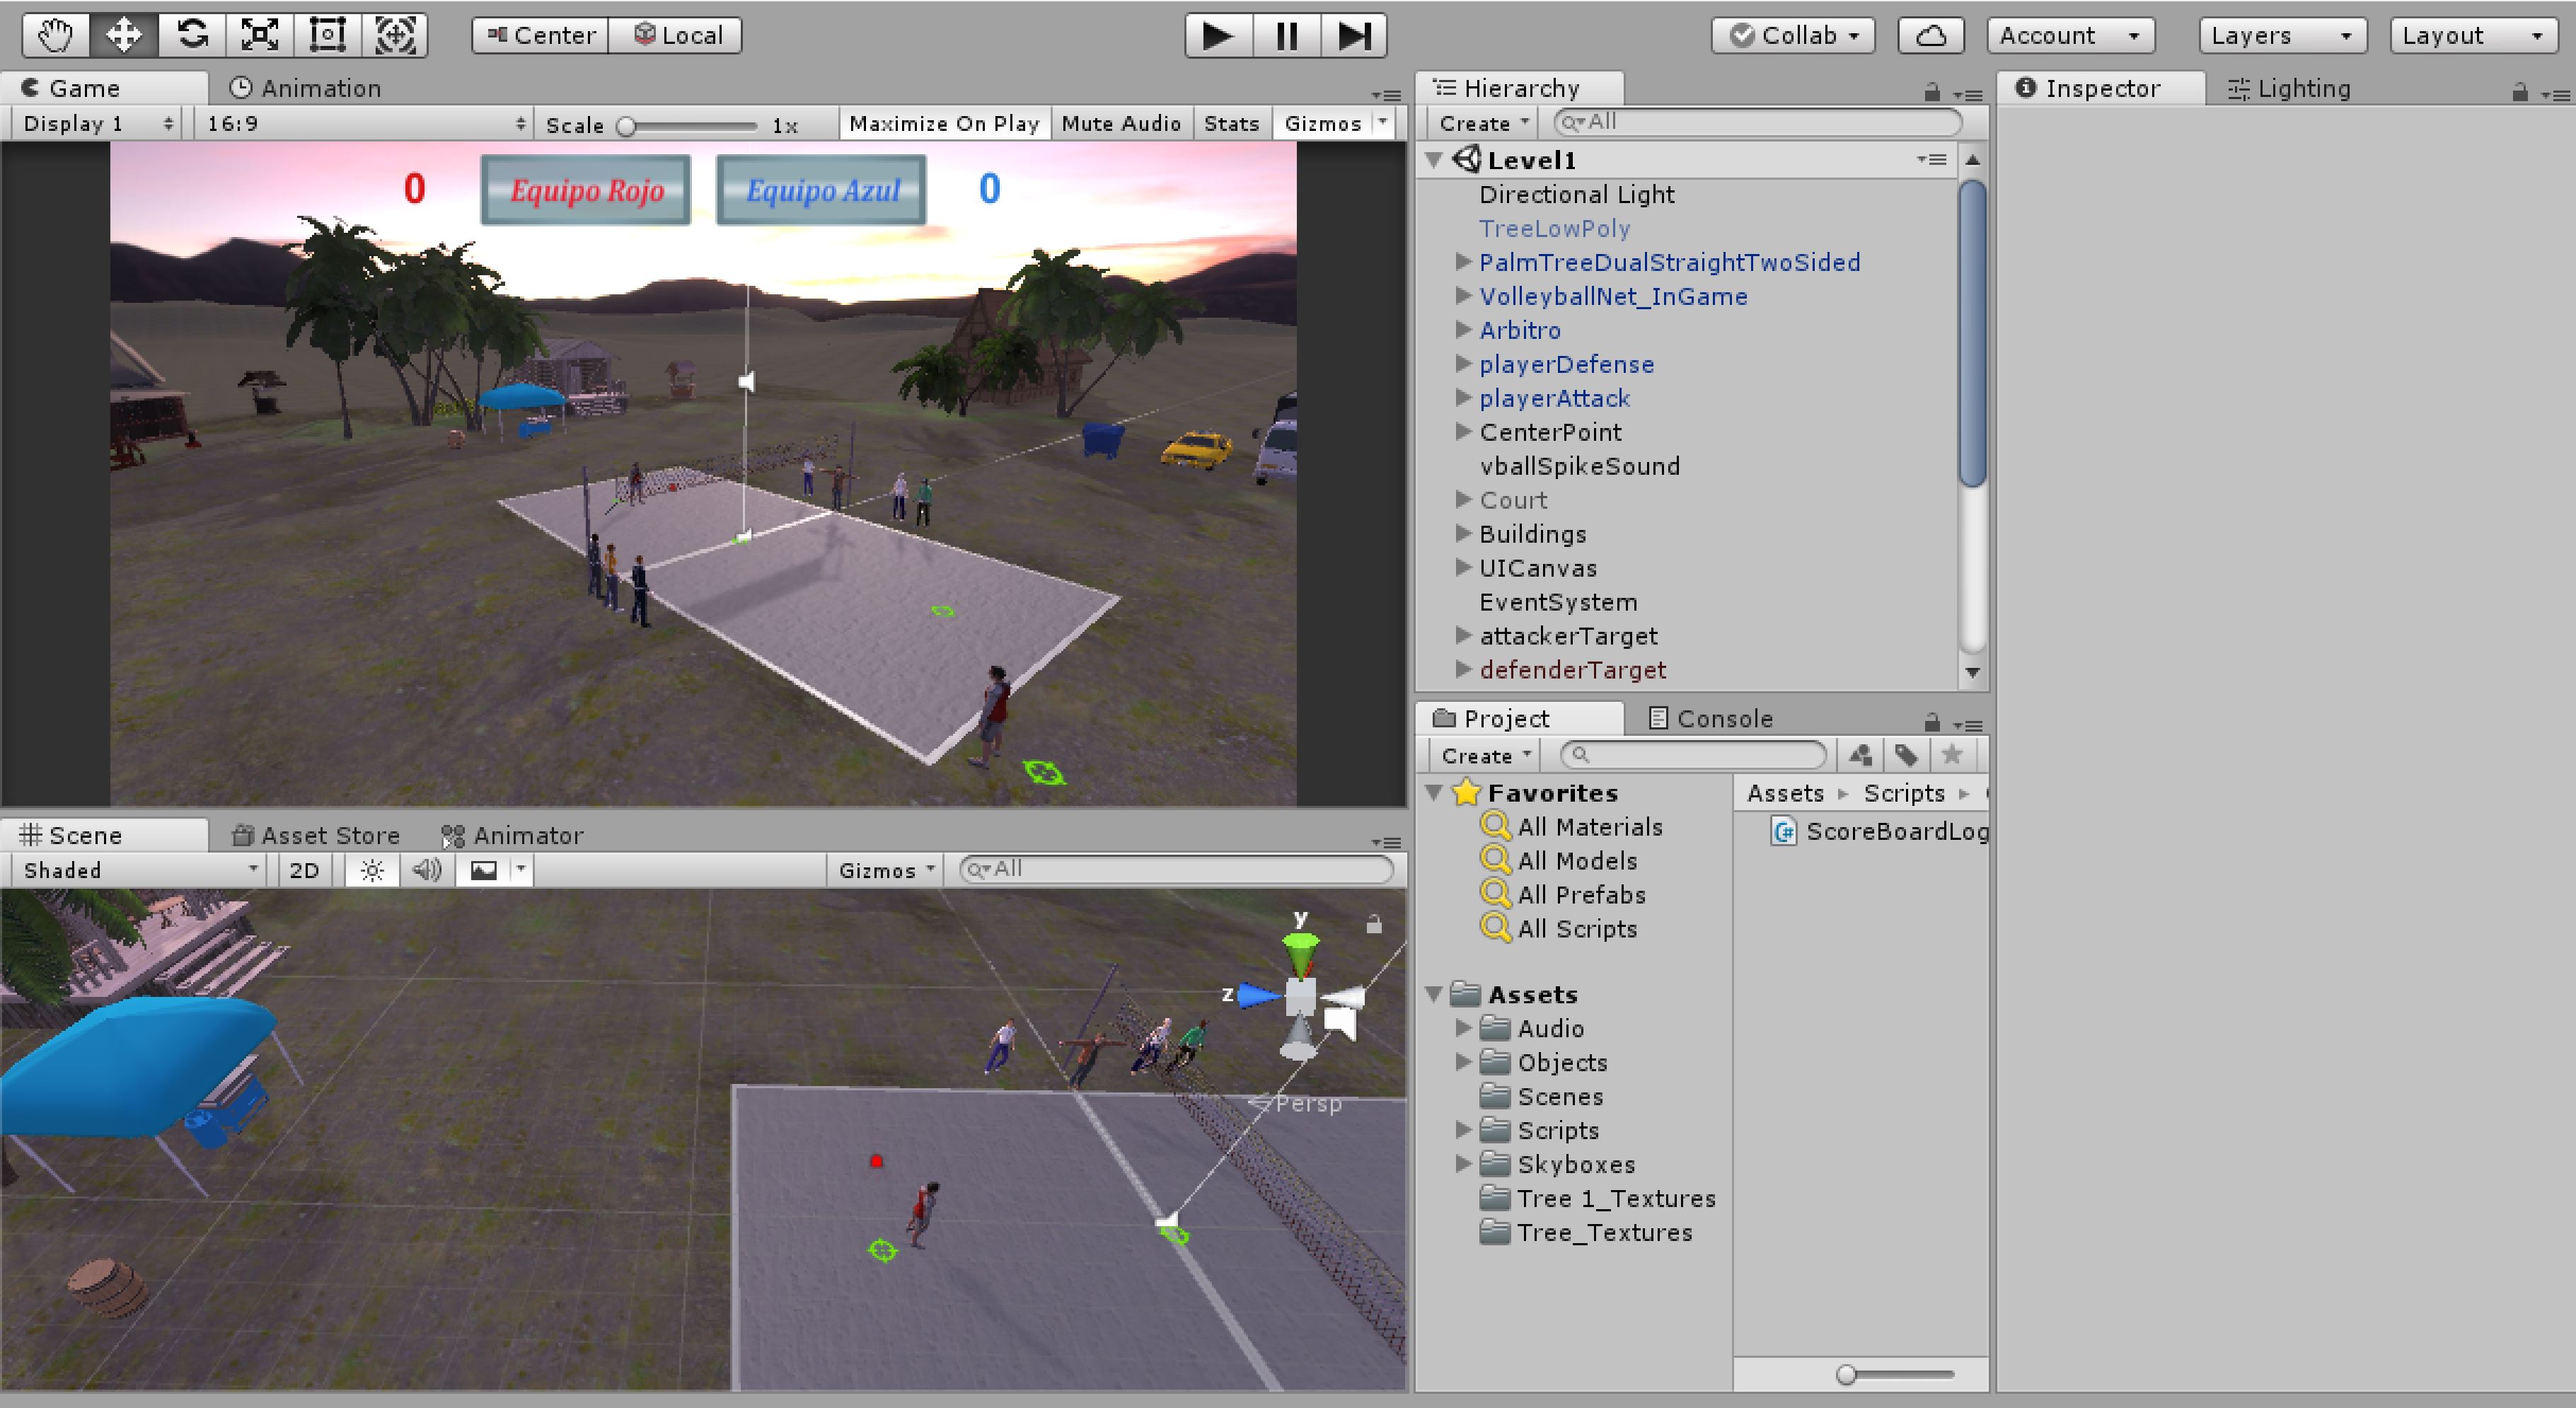 Center Local Collab Account Layers Layout
Game Animation
Display 1 16:9 Scale 1x Maximize On Play Mute Audio Stats Gizmos
0 Equipo Rojo Equipo Azul 0
Scene Asset Store Animator
Shaded 2D Gizmos All
y
z
Persp
Hierarchy
Create All
Level1
Directional Light
TreeLowPoly
PalmTreeDualStraightTwoSided
VolleyballNet_InGame
Arbitro
playerDefense
playerAttack
CenterPoint
vballSpikeSound
Court
Buildings
UICanvas
EventSystem
attackerTarget
defenderTarget
Project Console
Create
Favorites
All Materials
All Models
All Prefabs
All Scripts
Assets
Audio
Objects
Scenes
Scripts
Skyboxes
Tree 1_Textures
Tree_Textures
Assets Scripts
ScoreBoardLog
Inspector Lighting